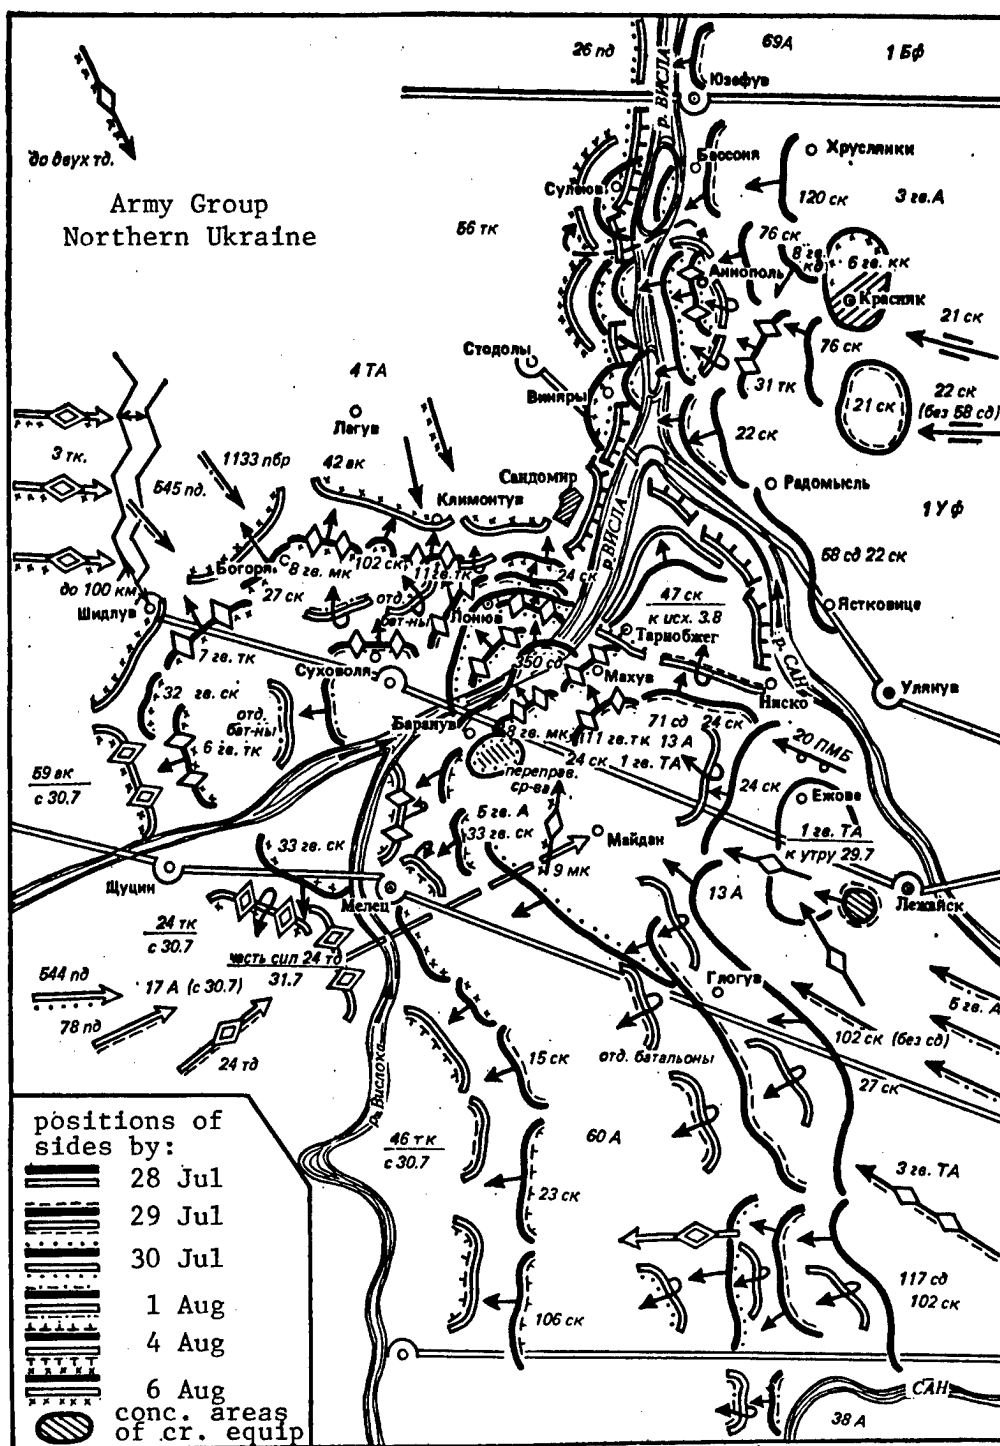 26 пд
69А
1 Бф
р. ВИСЛА
Юзефув
до двух тд.
Army Group
Northern Ukraine
Бассоня
Хруслянки
Сулеюв
120 ск
3 гв. А
56 тк
76 ск
8 гв.
кд
6 гв. кк
Аннополь
Красник
21 ск
Стодолы
76 ск
4 ТА
31 тк
22 ск
(без 58 сд)
21 ск
Виняры
Лагув
22 ск
3 тк.
1133 пбр
42 ак
Сандомир
Климонтув
Радомысль
545 пд.
1 Уф
р. ВИСЛА
58 сд 22 ск
Богоря
8 гв. мк
102 ск
11 гв. тк
24 ск
до 100 км
27 ск
отд.
бат-ны
47 ск
к исх. 3.8
Шидлув
Лонюв
Ястковице
Тарнобжег
р. САН
7 гв. тк
350 сд
Суховоля
Махув
Улянув
32 гв. ск
Ниско
отд.
бат-ны
Баранув
71 сд
24 ск
6 гв. тк
8 гв. мк
11 гв. тк
13 А
20 ПМБ
24 ск
1 гв. ТА
59 ак
с 30.7
переправ.
ср-ва
24 ск
Ежове
5 гв. А
33 гв. ск
33 гв. ск
Майдан
1 гв. ТА
к утру 29.7
Щуцин
9 мк
13 А
Мелец
Лежайск
24 тк
с 30.7
часть сил 24 тд
31.7
544 пд
17 А (с 30.7)
Глогув
5 гв. А
78 пд
24 тд
102 ск (без сд)
15 ск
отд. батальоны
27 ск
р. Вислока
positions of
sides by:
46 тк
с 30.7
60 А
28 Jul
3 гв. ТА
29 Jul
23 ск
30 Jul
117 сд
102 ск
1 Aug
106 ск
4 Aug
6 Aug
САН
conc. areas
of cr. equip
38 А